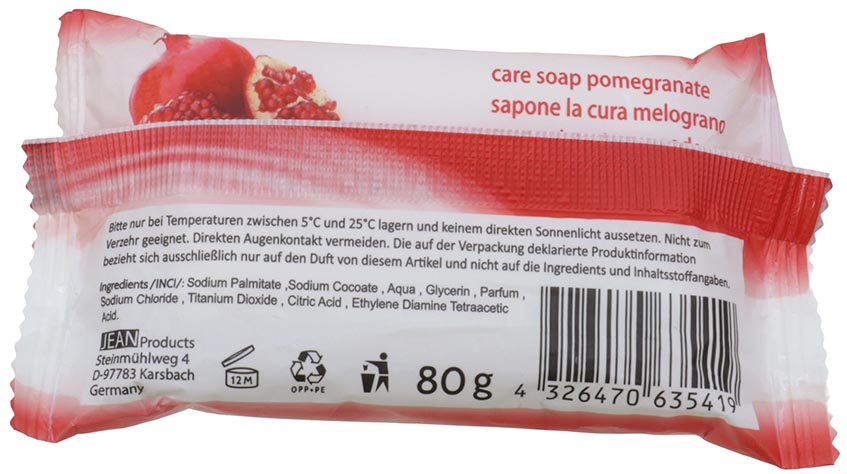 care soap pomegranate
sapone la cura melograno
Bitte nur bei Temperaturen zwischen 5°C und 25°C lagern und keinem direkten Sonnenlicht aussetzen. Nicht zum
Verzehr geeignet. Direkten Augenkontakt vermeiden. Die auf der Verpackung deklarierte Produktinformation
bezieht sich ausschließlich nur auf den Duft von diesem Artikel und nicht auf die Ingredients und Inhaltsstoffangaben.
Ingredients /INCI/: Sodium Palmitate ,Sodium Cocoate , Aqua , Glycerin , Parfum ,
Sodium Chloride , Titanium Dioxide , Citric Acid , Ethylene Diamine Tetraacetic
Acid.
JEAN Products
Steinmühlweg 4
D-97783 Karsbach
Germany
12M
OPP+PE
80g
4 326470 635419